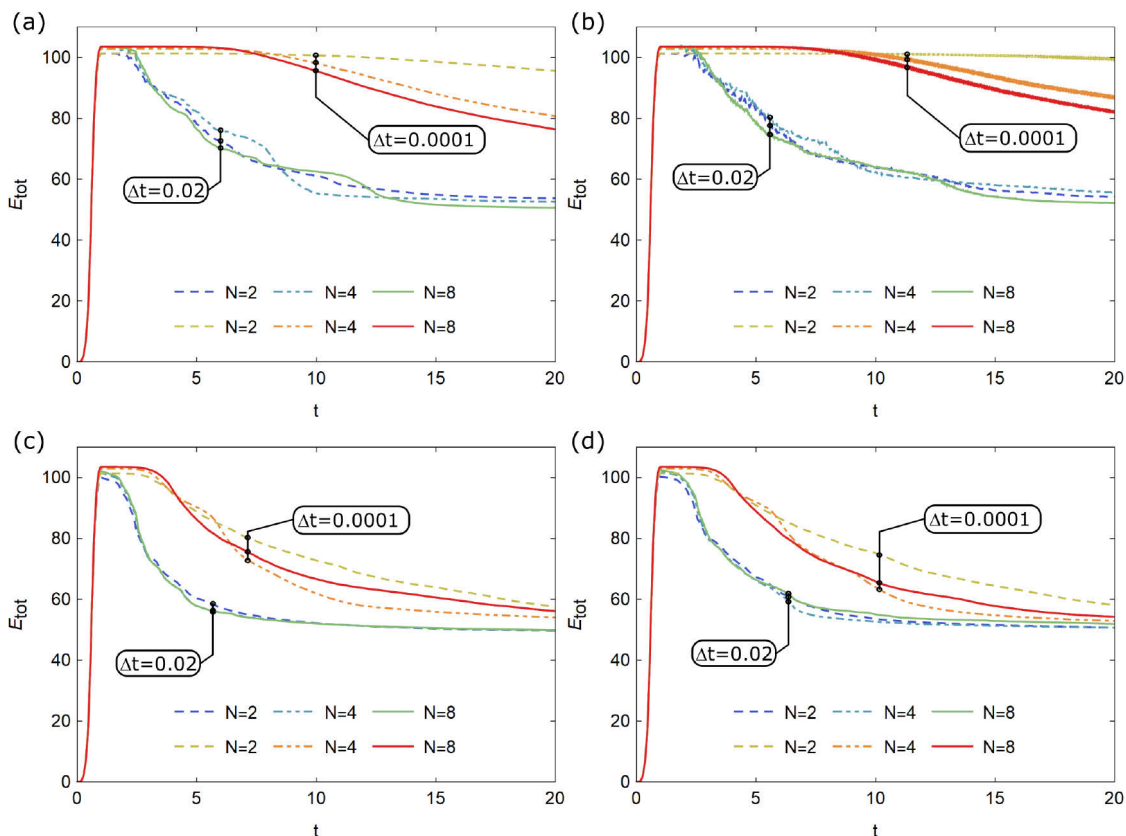 (a)
(b)
100
80
60
40
20
0
E_tot
Δt=0.0001
Δt=0.02
N=2 N=4 N=8
N=2 N=4 N=8
0 5 10 15 20
t
100
80
60
40
20
0
E_tot
Δt=0.0001
Δt=0.02
N=2 N=4 N=8
N=2 N=4 N=8
0 5 10 15 20
t
(c)
(d)
100
80
60
40
20
0
E_tot
Δt=0.0001
Δt=0.02
N=2 N=4 N=8
N=2 N=4 N=8
0 5 10 15 20
t
100
80
60
40
20
0
E_tot
Δt=0.0001
Δt=0.02
N=2 N=4 N=8
N=2 N=4 N=8
0 5 10 15 20
t